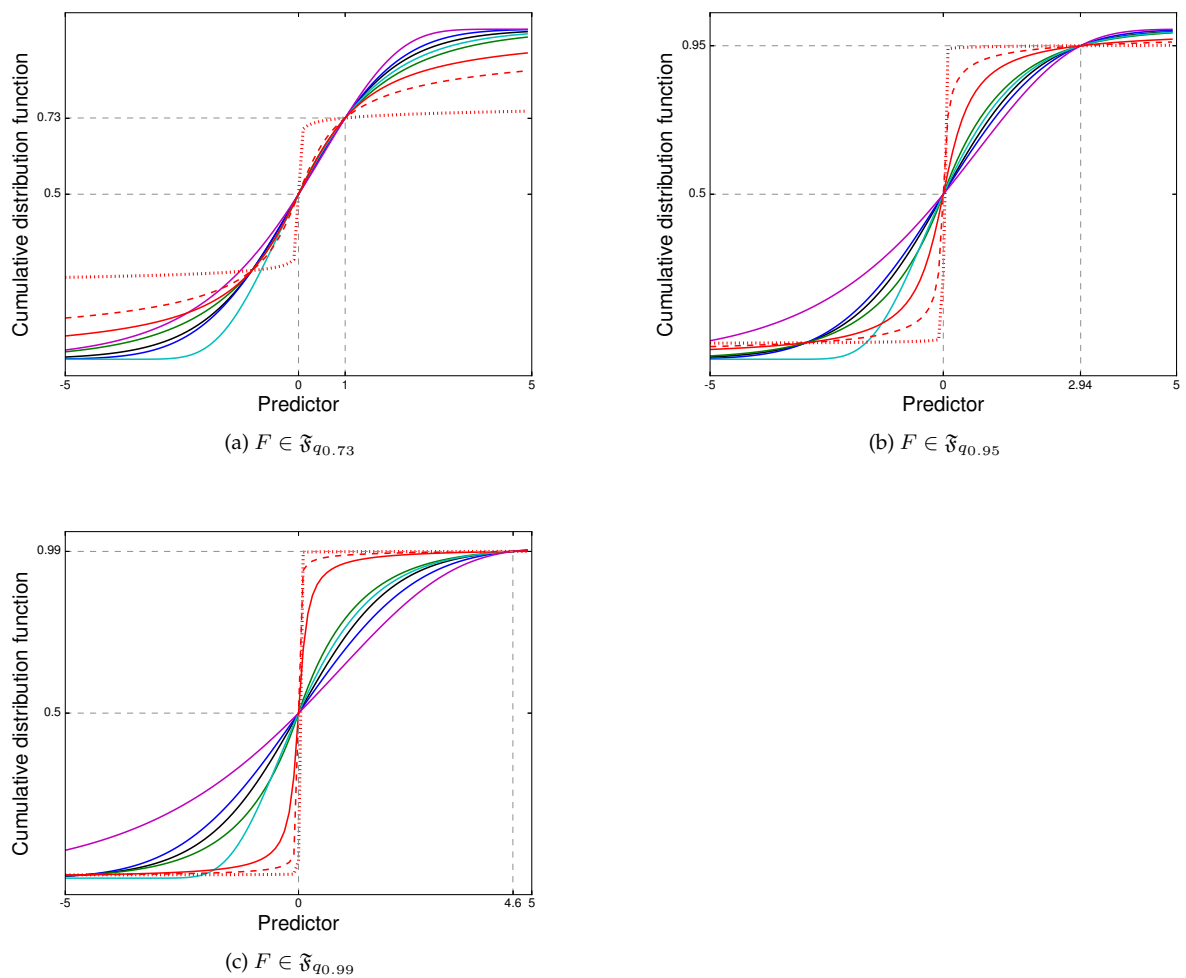 Cumulative distribution function
0.73
0.5
-5 0 1 5
Predictor
(a) F ∈ 𝔉q0.73
Cumulative distribution function
0.95
0.5
-5 0 2.94 5
Predictor
(b) F ∈ 𝔉q0.95
Cumulative distribution function
0.99
0.5
-5 0 4.6 5
Predictor
(c) F ∈ 𝔉q0.99